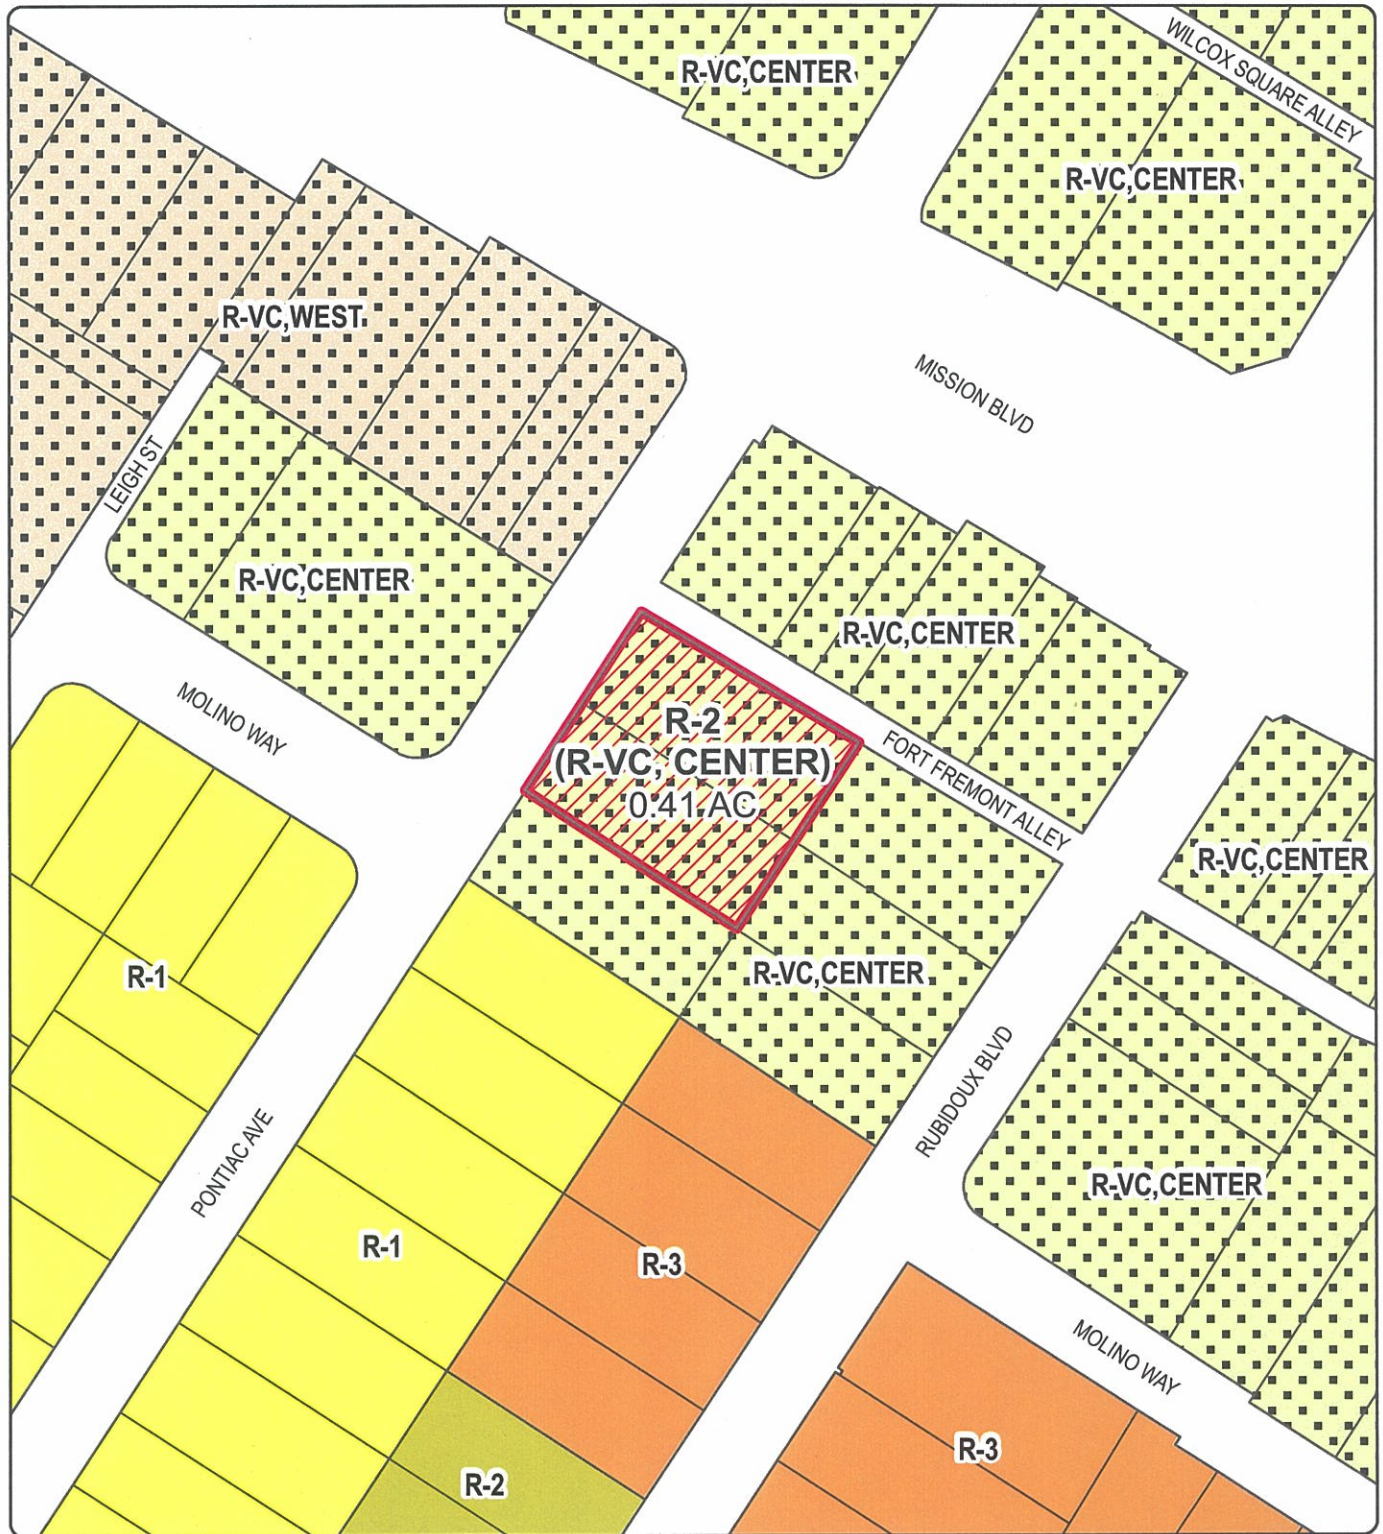 R-VC,CENTER
WILCOX SQUARE ALLEY
R-VC,CENTER
R-VC,WEST
MISSION BLVD
LEIGH ST
R-VC,CENTER
R-VC,CENTER
MOLINO WAY
R-2
(R-VC, CENTER)
0.41 AC
FORT FREMONT ALLEY
R-VC,CENTER
R-1
R-VC,CENTER
RUBIDOUX BLVD
PONTIAC AVE
R-VC,CENTER
R-1
R-3
MOLINO WAY
R-3
R-2